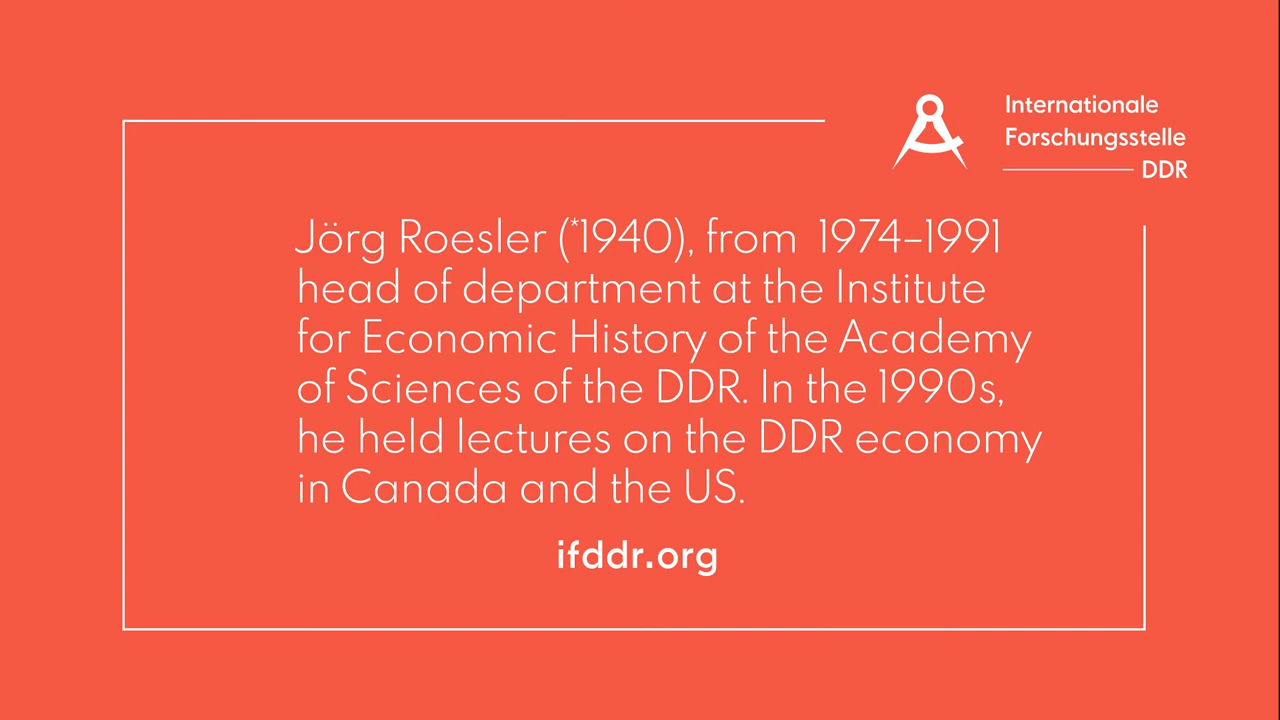 Internationale
Forschungsstelle
DDR
Jörg Roesler (*1940), from 1974–1991
head of department at the Institute
for Economic History of the Academy
of Sciences of the DDR. In the 1990s,
he held lectures on the DDR economy
in Canada and the US.
ifddr.org